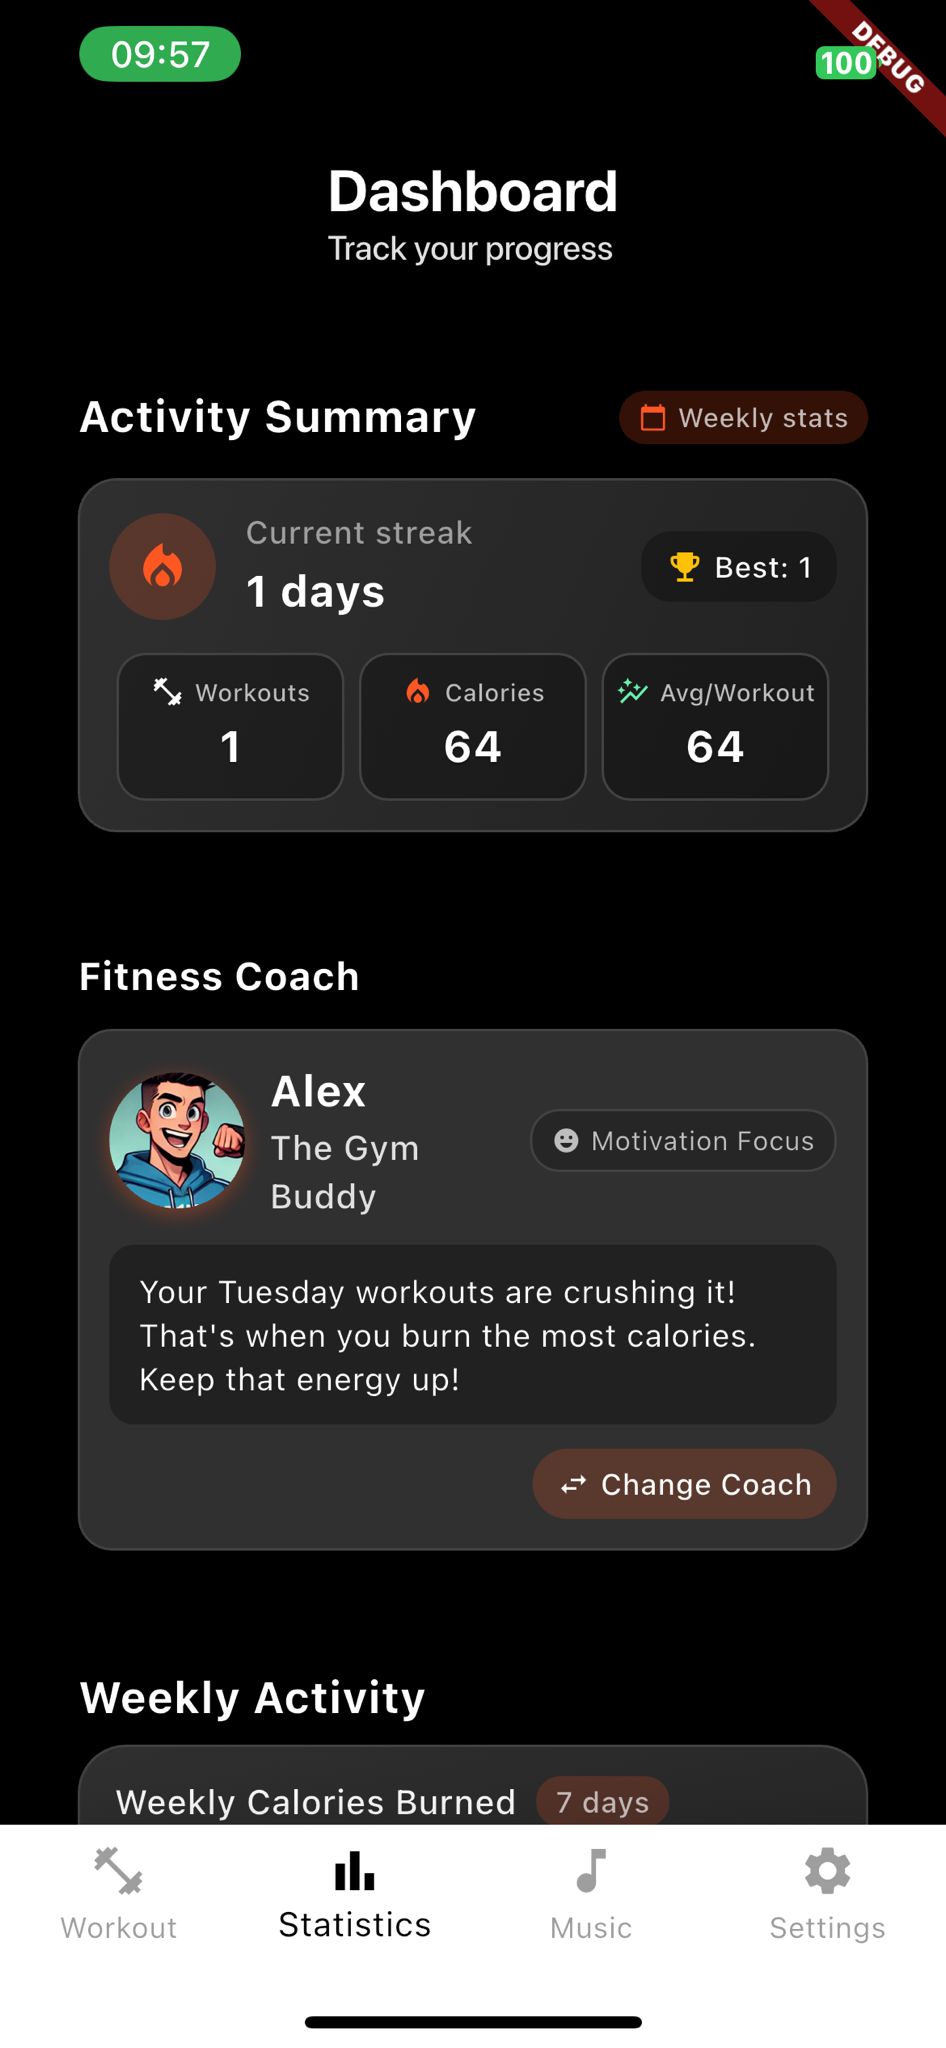 09:57
100
DEBUG
Dashboard
Track your progress
Activity Summary
Weekly stats
Current streak
1 days
Best: 1
Workouts
1
Calories
64
Avg/Workout
64
Fitness Coach
Alex
The Gym
Buddy
Motivation Focus
Your Tuesday workouts are crushing it!
That's when you burn the most calories.
Keep that energy up!
Change Coach
Weekly Activity
Weekly Calories Burned
7 days
Workout
Statistics
Music
Settings